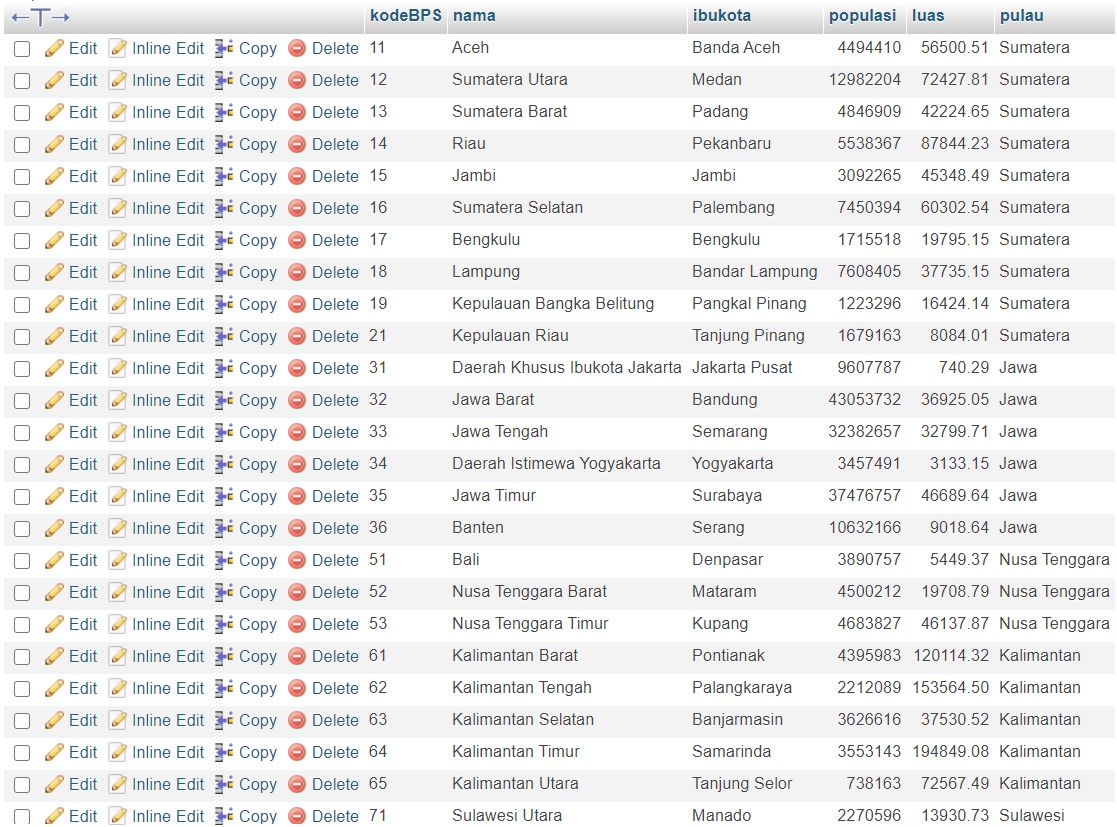 ←T→ kodeBPS nama ibukota populasi luas pulau
Edit Inline Edit Copy Delete 11 Aceh Banda Aceh 4494410 56500.51 Sumatera
Edit Inline Edit Copy Delete 12 Sumatera Utara Medan 12982204 72427.81 Sumatera
Edit Inline Edit Copy Delete 13 Sumatera Barat Padang 4846909 42224.65 Sumatera
Edit Inline Edit Copy Delete 14 Riau Pekanbaru 5538367 87844.23 Sumatera
Edit Inline Edit Copy Delete 15 Jambi Jambi 3092265 45348.49 Sumatera
Edit Inline Edit Copy Delete 16 Sumatera Selatan Palembang 7450394 60302.54 Sumatera
Edit Inline Edit Copy Delete 17 Bengkulu Bengkulu 1715518 19795.15 Sumatera
Edit Inline Edit Copy Delete 18 Lampung Bandar Lampung 7608405 37735.15 Sumatera
Edit Inline Edit Copy Delete 19 Kepulauan Bangka Belitung Pangkal Pinang 1223296 16424.14 Sumatera
Edit Inline Edit Copy Delete 21 Kepulauan Riau Tanjung Pinang 1679163 8084.01 Sumatera
Edit Inline Edit Copy Delete 31 Daerah Khusus Ibukota Jakarta Jakarta Pusat 9607787 740.29 Jawa
Edit Inline Edit Copy Delete 32 Jawa Barat Bandung 43053732 36925.05 Jawa
Edit Inline Edit Copy Delete 33 Jawa Tengah Semarang 32382657 32799.71 Jawa
Edit Inline Edit Copy Delete 34 Daerah Istimewa Yogyakarta Yogyakarta 3457491 3133.15 Jawa
Edit Inline Edit Copy Delete 35 Jawa Timur Surabaya 37476757 46689.64 Jawa
Edit Inline Edit Copy Delete 36 Banten Serang 10632166 9018.64 Jawa
Edit Inline Edit Copy Delete 51 Bali Denpasar 3890757 5449.37 Nusa Tenggara
Edit Inline Edit Copy Delete 52 Nusa Tenggara Barat Mataram 4500212 19708.79 Nusa Tenggara
Edit Inline Edit Copy Delete 53 Nusa Tenggara Timur Kupang 4683827 46137.87 Nusa Tenggara
Edit Inline Edit Copy Delete 61 Kalimantan Barat Pontianak 4395983 120114.32 Kalimantan
Edit Inline Edit Copy Delete 62 Kalimantan Tengah Palangkaraya 2212089 153564.50 Kalimantan
Edit Inline Edit Copy Delete 63 Kalimantan Selatan Banjarmasin 3626616 37530.52 Kalimantan
Edit Inline Edit Copy Delete 64 Kalimantan Timur Samarinda 3553143 194849.08 Kalimantan
Edit Inline Edit Copy Delete 65 Kalimantan Utara Tanjung Selor 738163 72567.49 Kalimantan
Edit Inline Edit Copy Delete 71 Sulawesi Utara Manado 2270596 13930.73 Sulawesi